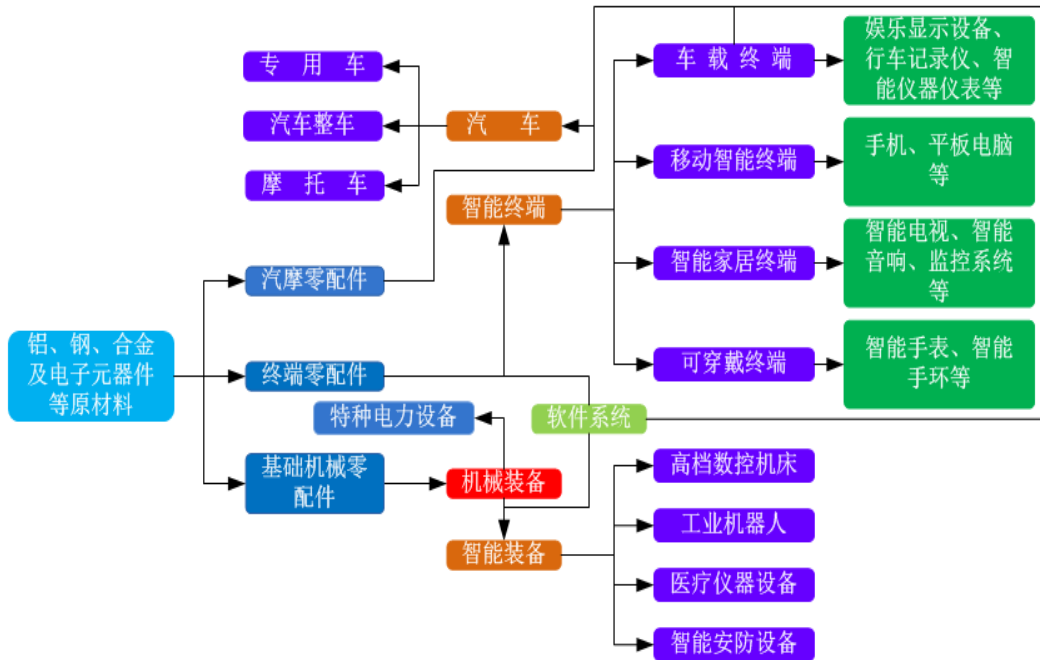 专 用 车
汽车整车
摩 托 车
汽 车
智能终端
车 载 终 端
移动智能终端
智能家居终端
可穿戴终端
娱乐显示设备、
行车记录仪、智
能仪器仪表等
手机、平板电脑
等
智能电视、智能
音响、监控系统
等
智能手表、智能
手环等
汽摩零配件
铝、钢、合金
及电子元器件
等原材料
终端零配件
特种电力设备
软件系统
基础机械零
配件
机械装备
智能装备
高档数控机床
工业机器人
医疗仪器设备
智能安防设备